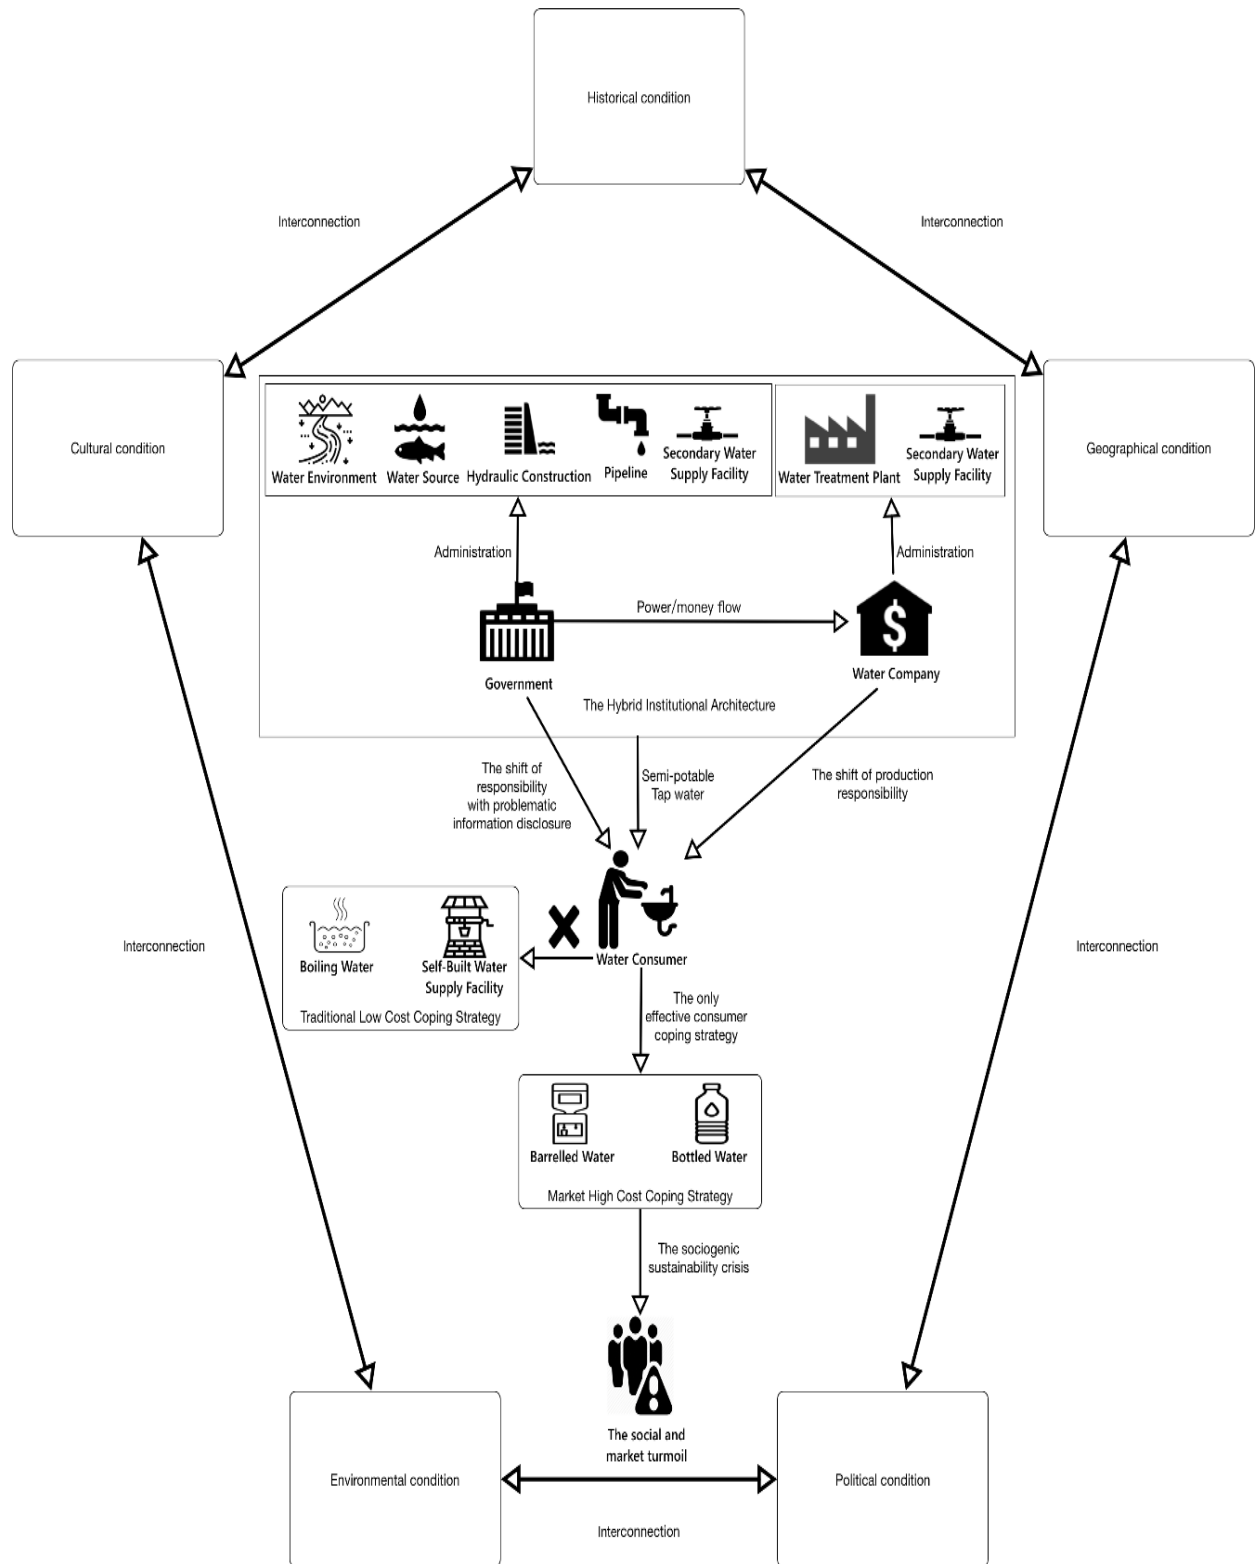 Historical condition
Interconnection
Interconnection
Cultural condition
Geographical condition
Water Environment
Water Source
Hydraulic Construction
Pipeline
Secondary Water
Supply Facility
Water Treatment Plant
Secondary Water
Supply Facility
Administration
Administration
Power/money flow
Government
Water Company
The Hybrid Institutional Architecture
The shift of
responsibility
with problematic
information disclosure
Semi-potable
Tap water
The shift of production
responsibility
Interconnection
Interconnection
Boiling Water
Self-Built Water
Supply Facility
Traditional Low Cost Coping Strategy
Water Consumer
The only
effective consumer
coping strategy
Barrelled Water
Bottled Water
Market High Cost Coping Strategy
The sociogenic
sustainability crisis
The social and
market turmoil
Environmental condition
Political condition
Interconnection